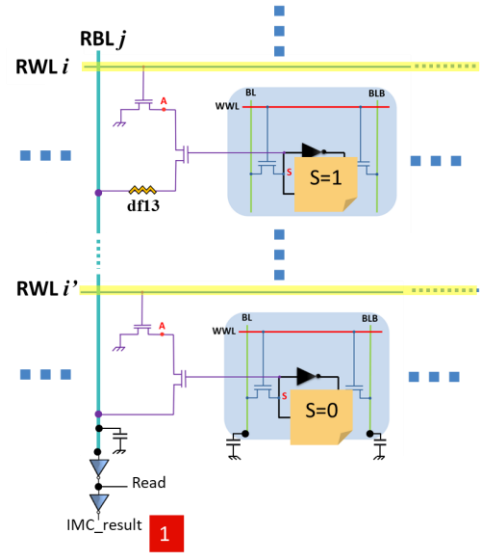 RBL j
RWL i
A
BL
BLB
WWL
S
S=1
df13
RWL i’
A
BL
BLB
WWL
S
S=0
Read
IMC_result
1